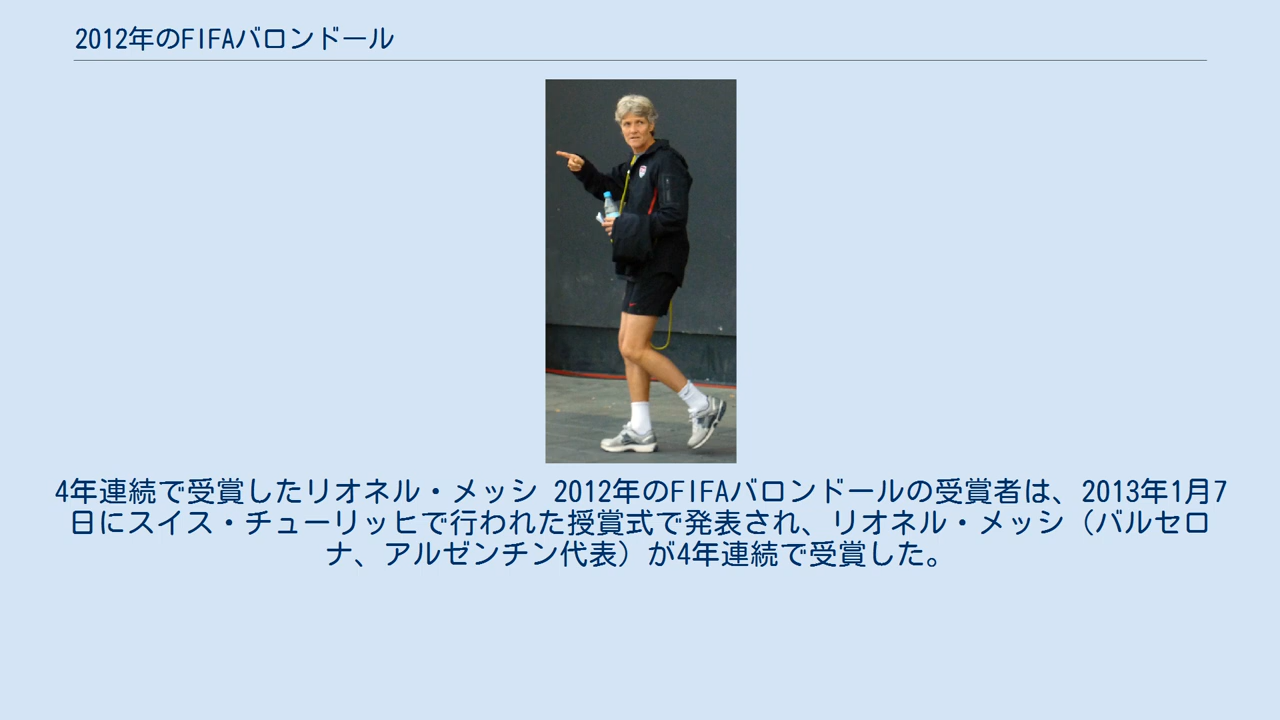 2012年のFIFAバロンドール
4年連続で受賞したリオネル・メッシ 2012年のFIFAバロンドールの受賞者は、2013年1月7
日にスイス・チューリッヒで行われた授賞式で発表され、リオネル・メッシ（バルセロ
ナ、アルゼンチン代表）が4年連続で受賞した。